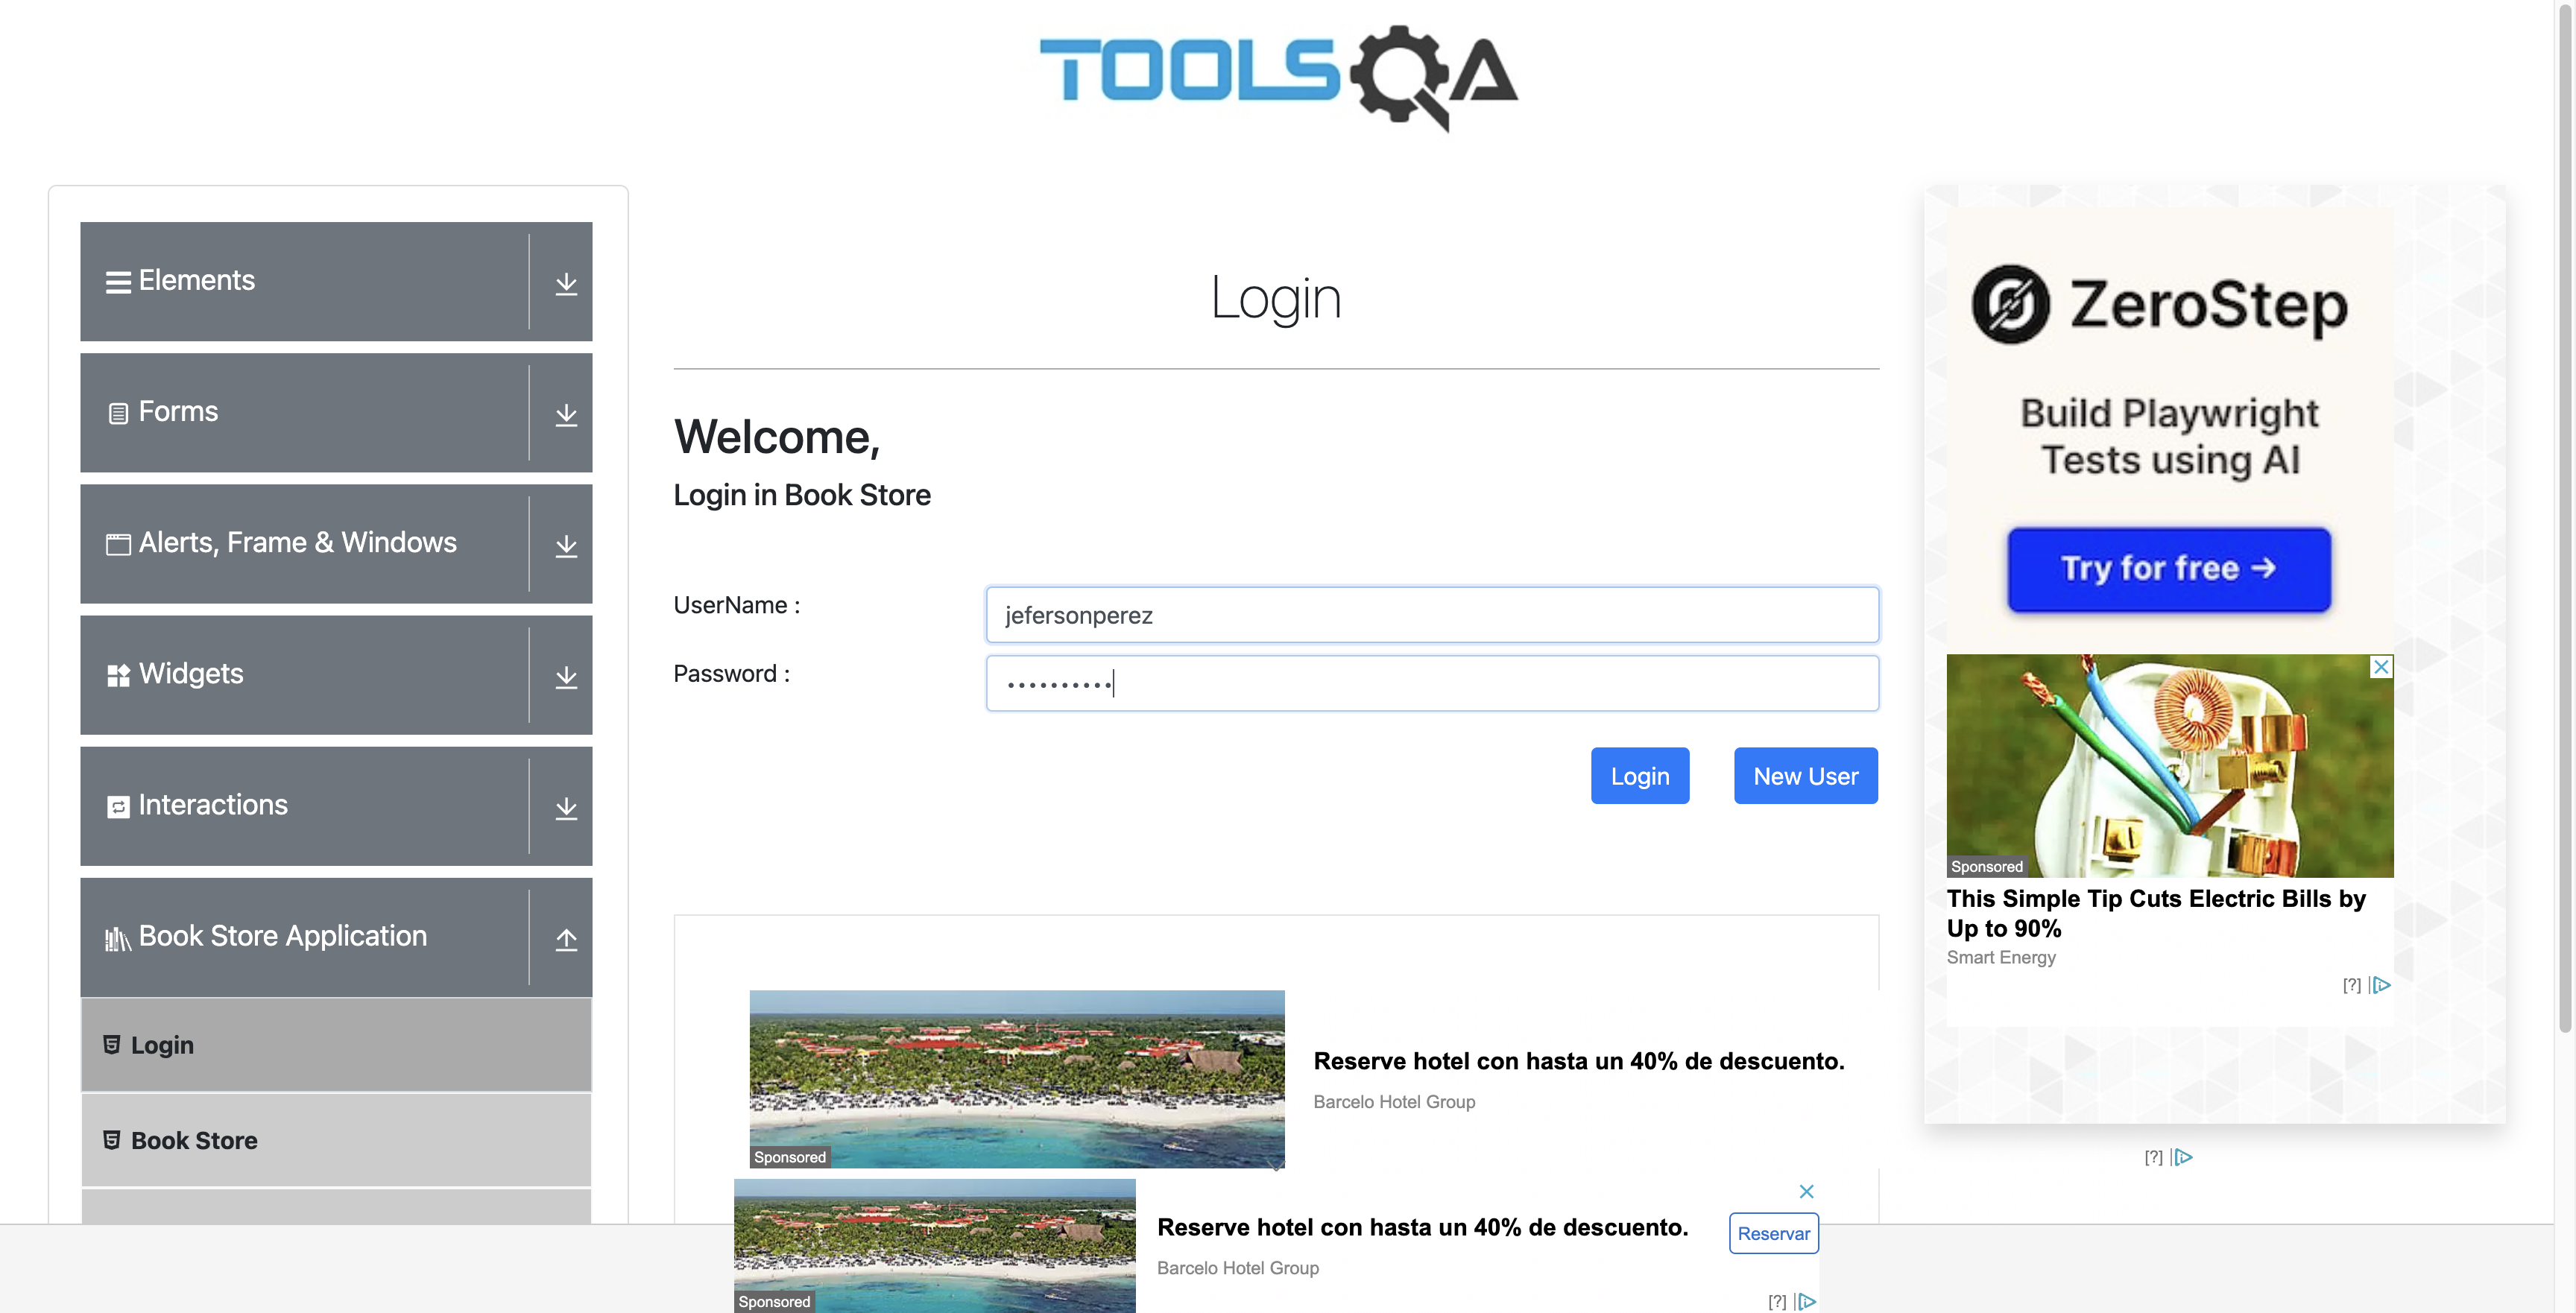 TOOLSQA
Elements
Forms
Alerts, Frame & Windows
Widgets
Interactions
Book Store Application
Login
Book Store
Login
Welcome,
Login in Book Store
UserName :
jefersonperez
Password :
••••••••••
Login
New User
Sponsored
Reserve hotel con hasta un 40% de descuento.
Barcelo Hotel Group
Sponsored
Reserve hotel con hasta un 40% de descuento.
Barcelo Hotel Group
Reservar
[?]
ZeroStep
Build Playwright
Tests using AI
Try for free →
Sponsored
This Simple Tip Cuts Electric Bills by
Up to 90%
Smart Energy
[?]
[?]